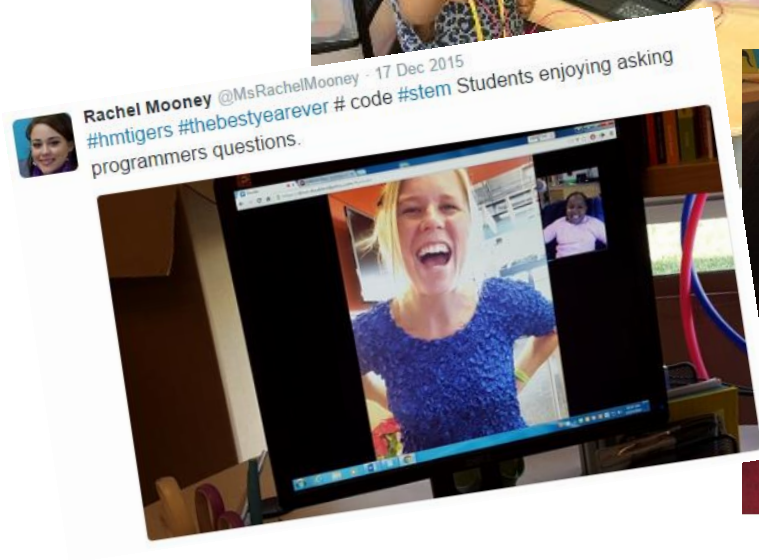 Rachel Mooney @MsRachelMooney · 17 Dec 2015
#hmtigers #thebestyearever # code #stem Students enjoying asking
programmers questions.